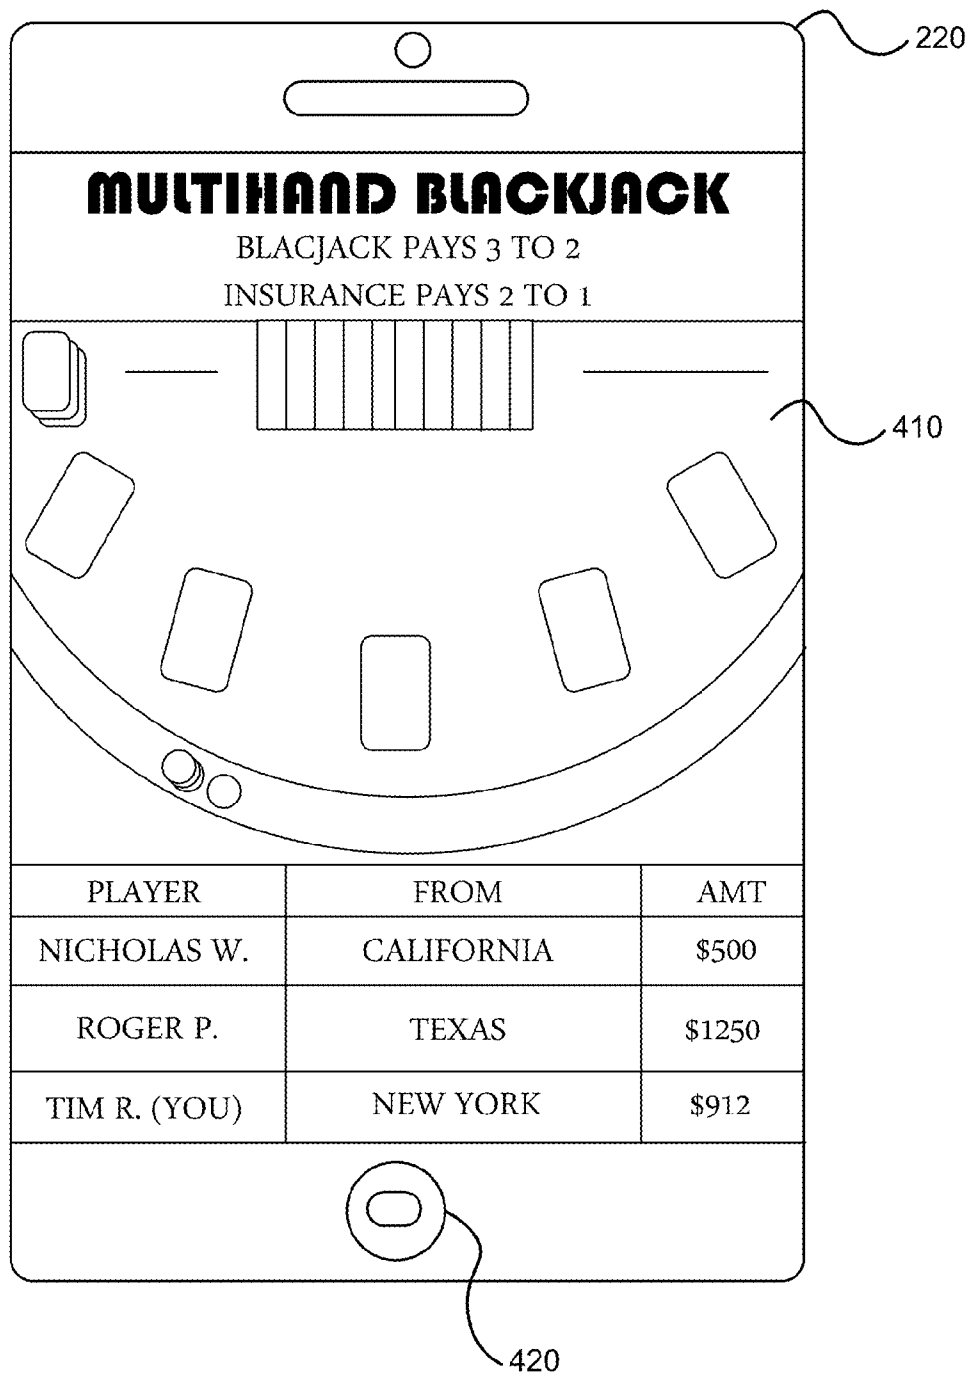 220
MULTIHAND BLACKJACK
BLACJACK PAYS 3 TO 2
INSURANCE PAYS 2 TO 1
410
PLAYER FROM AMT
NICHOLAS W. CALIFORNIA $500
ROGER P. TEXAS $1250
TIM R. (YOU) NEW YORK $912
420